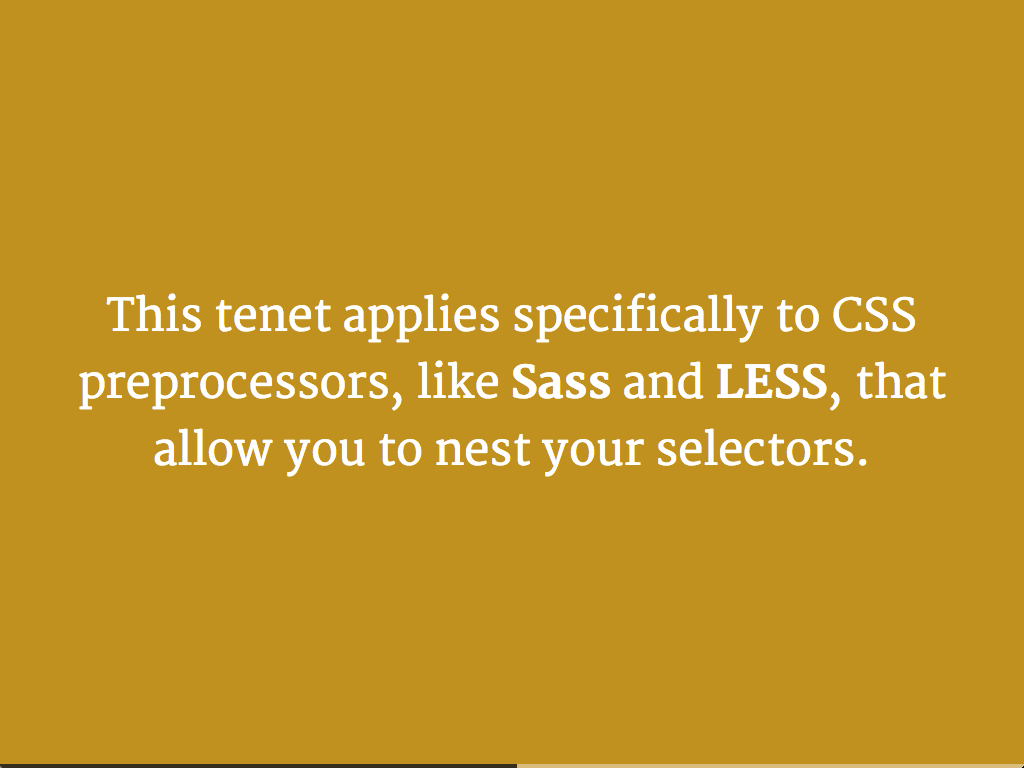 This tenet applies specifically to CSS
preprocessors, like Sass and LESS, that
allow you to nest your selectors.